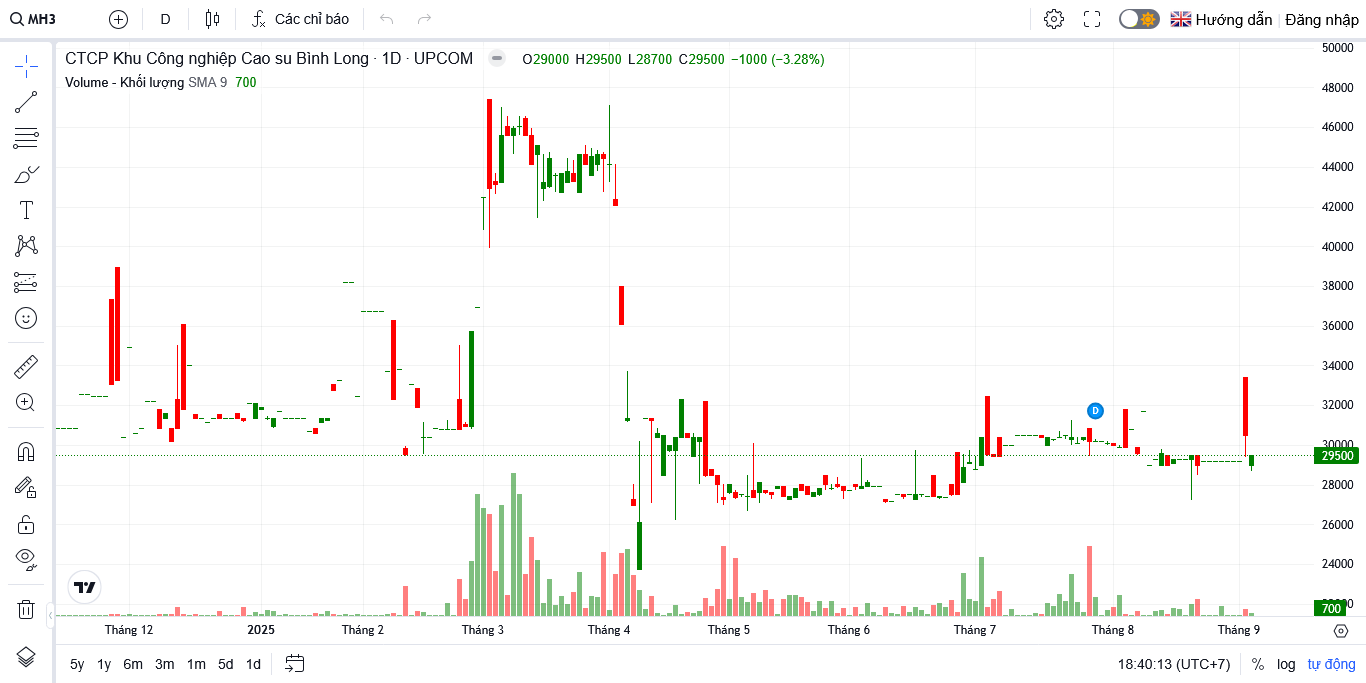 MH3 D Các chỉ báo Hướng dẫn Đăng nhập
CTCP Khu Công nghiệp Cao su Bình Long · 1D · UPCOM O29000 H29500 L28700 C29500 −1000 (−3.28%)
Volume - Khối lượng SMA 9 700
50000
48000
46000
44000
42000
40000
38000
36000
34000
32000
30000
29500
28000
26000
24000
700
D
Tháng 12 2025 Tháng 2 Tháng 3 Tháng 4 Tháng 5 Tháng 6 Tháng 7 Tháng 8 Tháng 9
5y 1y 6m 3m 1m 5d 1d 18:40:13 (UTC+7) % log tự động